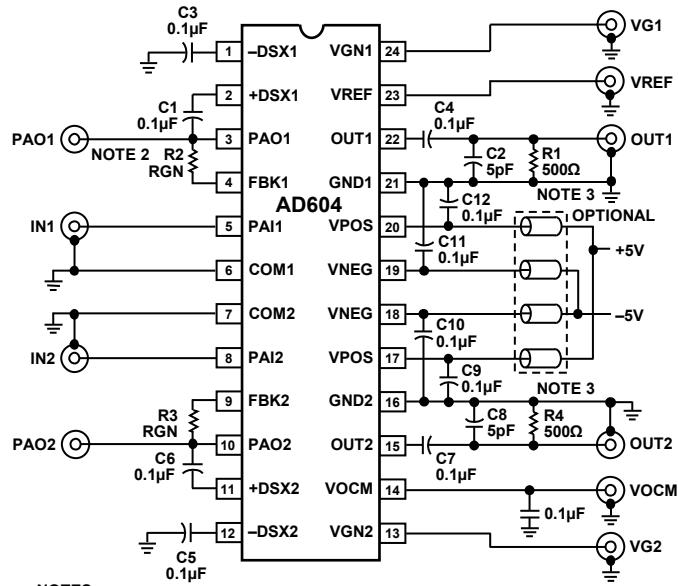 C3
0.1µF
1
–DSX1
VGN1
24
VG1
2
+DSX1
VREF
23
VREF
C1
0.1µF
C4
0.1µF
PAO1
NOTE 2
R2
RGN
3
PAO1
OUT1
22
C2
5pF
R1
500Ω
OUT1
4
FBK1
GND1
21
AD604
NOTE 3
OPTIONAL
C12
0.1µF
IN1
5
PAI1
VPOS
20
+5V
C11
0.1µF
6
COM1
VNEG
19
7
COM2
VNEG
18
–5V
C10
0.1µF
IN2
8
PAI2
VPOS
17
C9
0.1µF
NOTE 3
9
FBK2
GND2
16
R3
RGN
C8
5pF
R4
500Ω
PAO2
10
PAO2
OUT2
15
OUT2
C6
0.1µF
C7
0.1µF
11
+DSX2
VOCM
14
VOCM
0.1µF
12
–DSX2
VGN2
13
VG2
C5
0.1µF